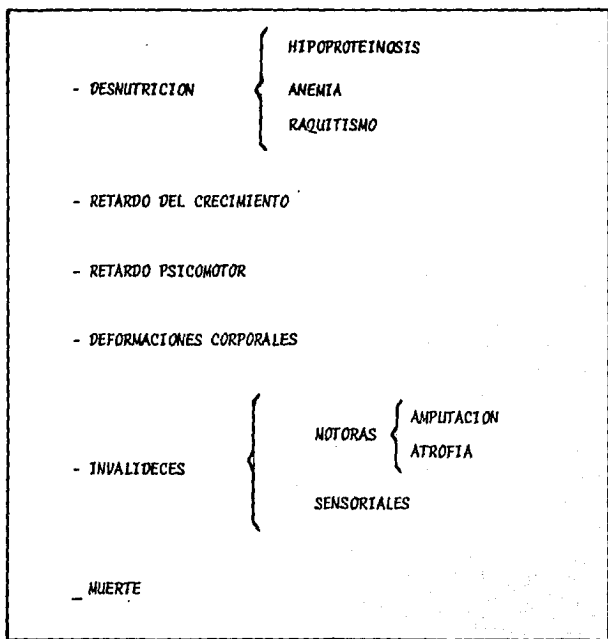 HIPOPROTEINOSIS
- DESNUTRICION
ANEMIA
RAQUITISMO
- RETARDO DEL CRECIMIENTO
- RETARDO PSICOMOTOR
- DEFORMACIONES CORPORALES
AMPUTACION
MOTORAS
ATROFIA
- INVALIDECES
SENSORIALES
_ MUERTE